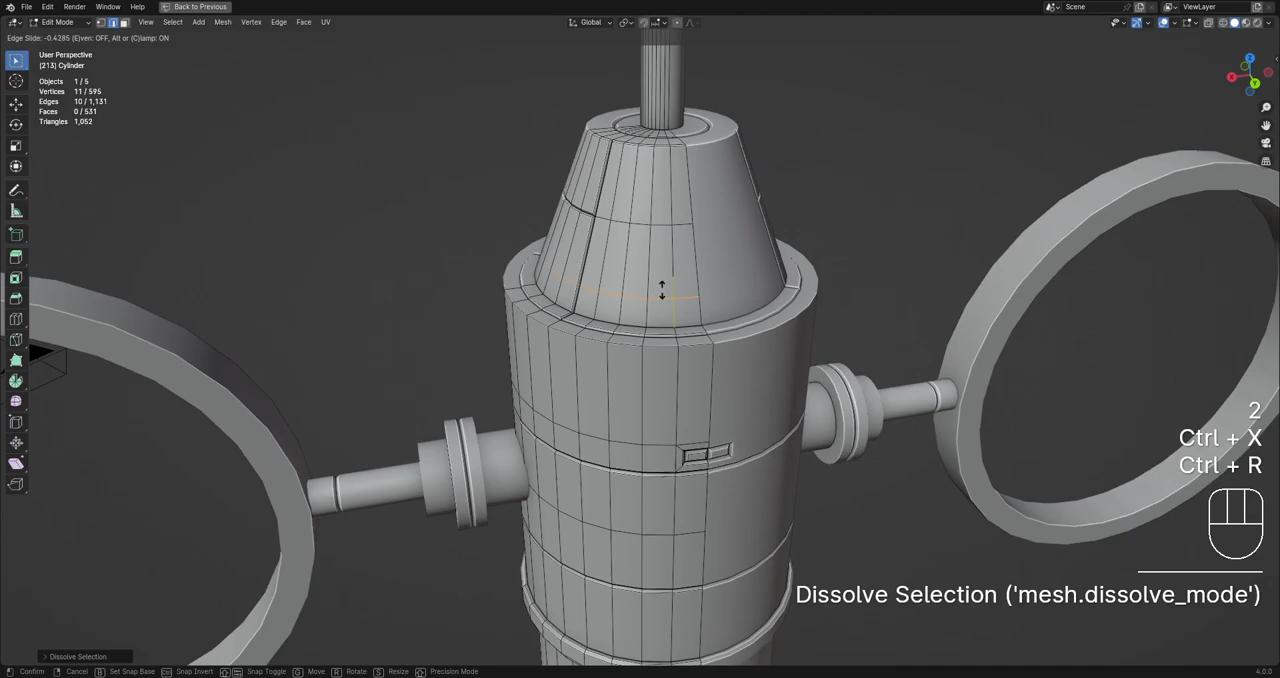 File Edit Render Window Help Back to Previous Scene ViewLayer
Edit Mode View Select Add Mesh Vertex Edge Face UV Global
Edge Slide: -0.4285 (E)ven: OFF, Alt or (C)lamp: ON
User Perspective
(213) Cylinder
Objects 1 / 5
Vertices 11 / 595
Edges 10 / 1,131
Faces 0 / 531
Triangles 1,052
Z
X
Y
2
Ctrl + X
Ctrl + R
Dissolve Selection ('mesh.dissolve_mode')
> Dissolve Selection
Confirm Cancel B Set Snap Base Snap Invert Snap Toggle G Move R Rotate S Resize Precision Mode 4.0.0